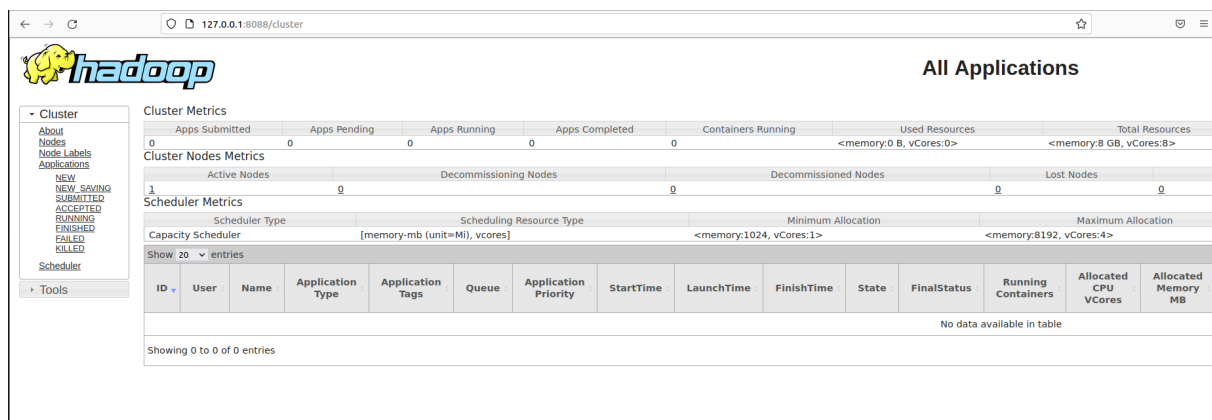 127.0.0.1:8088/cluster
hadoop
All Applications
Cluster
About
Nodes
Node Labels
Applications
NEW
NEW_SAVING
SUBMITTED
ACCEPTED
RUNNING
FINISHED
FAILED
KILLED
Scheduler
Tools
Cluster Metrics
Apps Submitted Apps Pending Apps Running Apps Completed Containers Running Used Resources Total Resources
0 0 0 0 0 <memory:0 B, vCores:0> <memory:8 GB, vCores:8>
Cluster Nodes Metrics
Active Nodes Decommissioning Nodes Decommissioned Nodes Lost Nodes
1 0 0 0 0
Scheduler Metrics
Scheduler Type Scheduling Resource Type Minimum Allocation Maximum Allocation
Capacity Scheduler [memory-mb (unit=Mi), vcores] <memory:1024, vCores:1> <memory:8192, vCores:4>
Show 20 entries
ID User Name Application Type Application Tags Queue Application Priority StartTime LaunchTime FinishTime State FinalStatus Running Containers Allocated CPU VCores Allocated Memory MB
No data available in table
Showing 0 to 0 of 0 entries